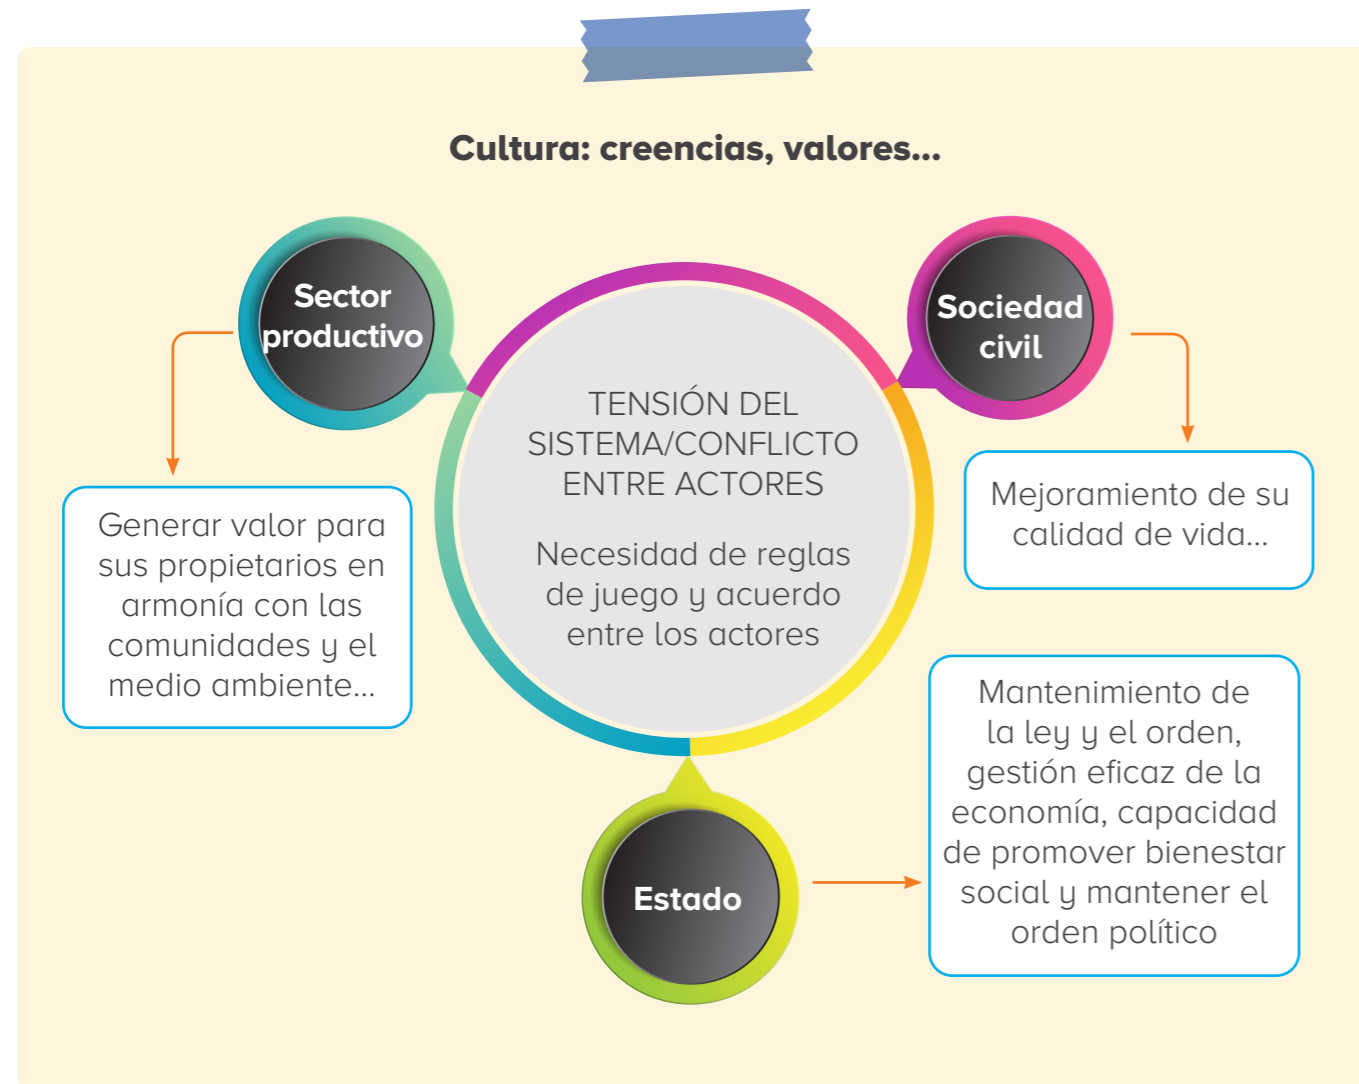 Cultura: creencias, valores...
Sector
productivo
Sociedad
civil
TENSIÓN DEL
SISTEMA/CONFLICTO
ENTRE ACTORES
Necesidad de reglas
de juego y acuerdo
entre los actores
Generar valor para
sus propietarios en
armonía con las
comunidades y el
medio ambiente...
Mejoramiento de su
calidad de vida...
Estado
Mantenimiento de
la ley y el orden,
gestión eficaz de la
economía, capacidad
de promover bienestar
social y mantener el
orden político